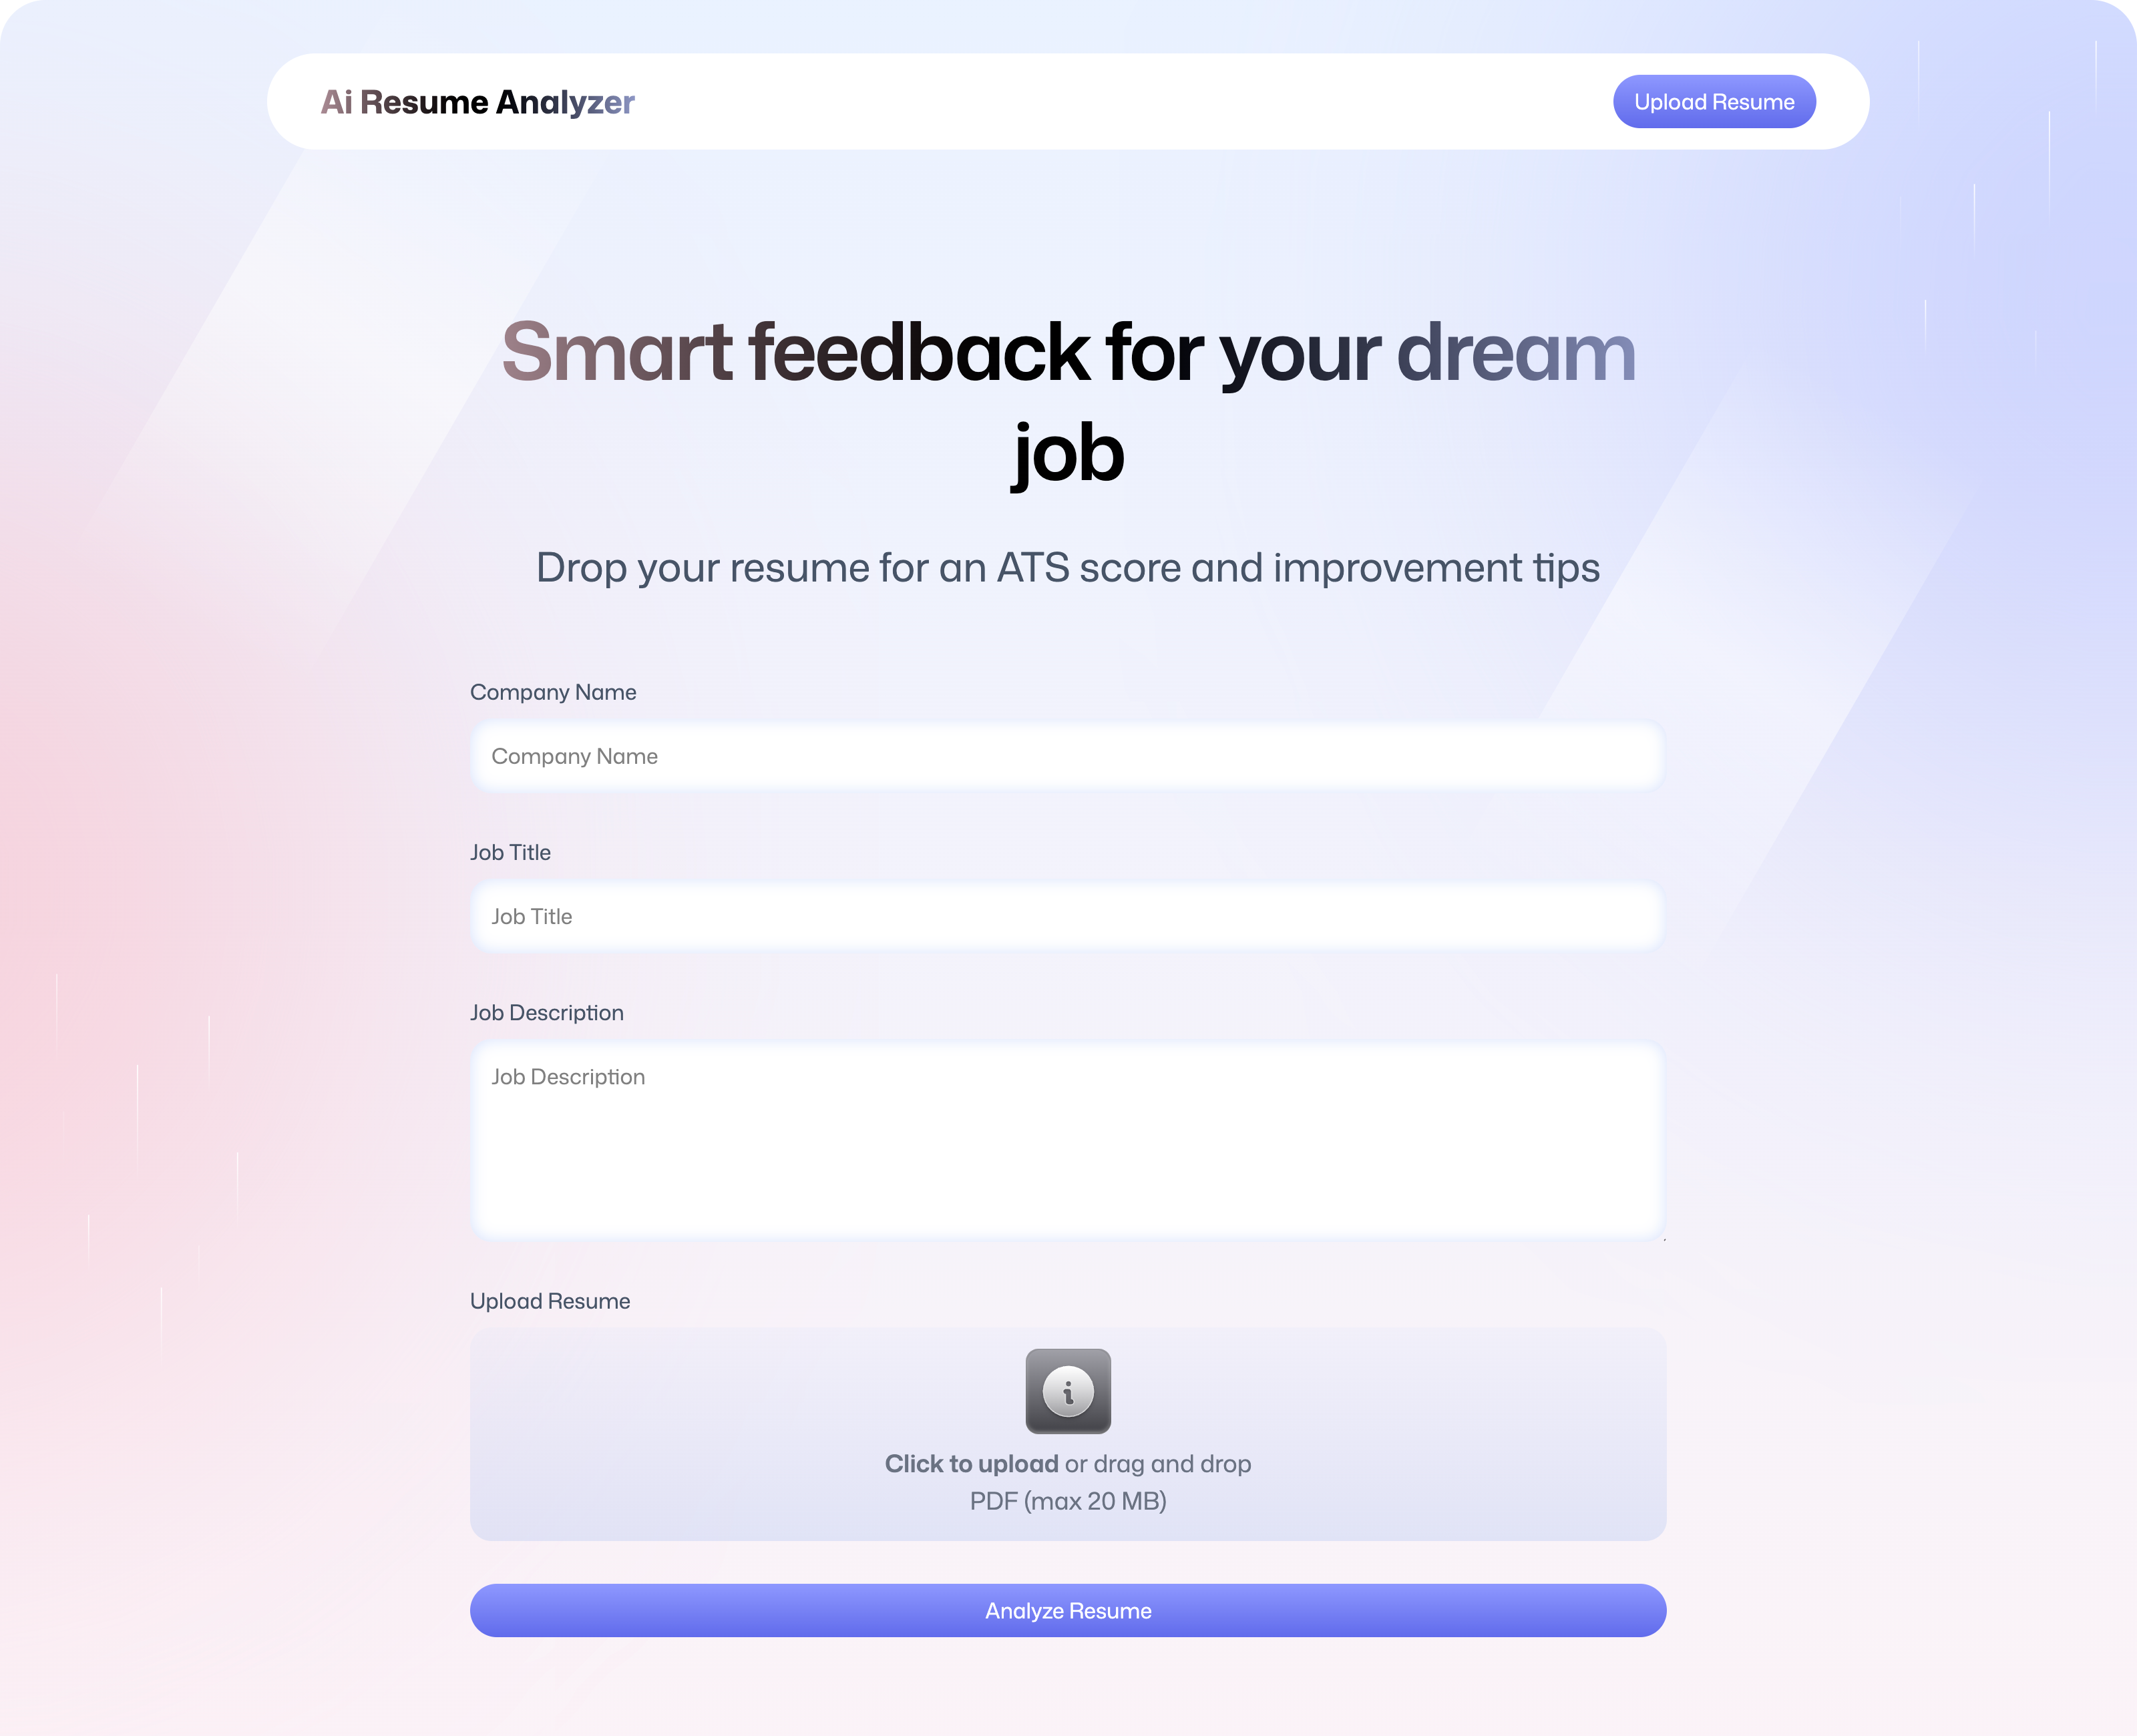 Ai Resume Analyzer
Upload Resume
Smart feedback for your dream
job
Drop your resume for an ATS score and improvement tips
Company Name
Company Name
Job Title
Job Title
Job Description
Job Description
Upload Resume
i
Click to upload or drag and drop
PDF (max 20 MB)
Analyze Resume